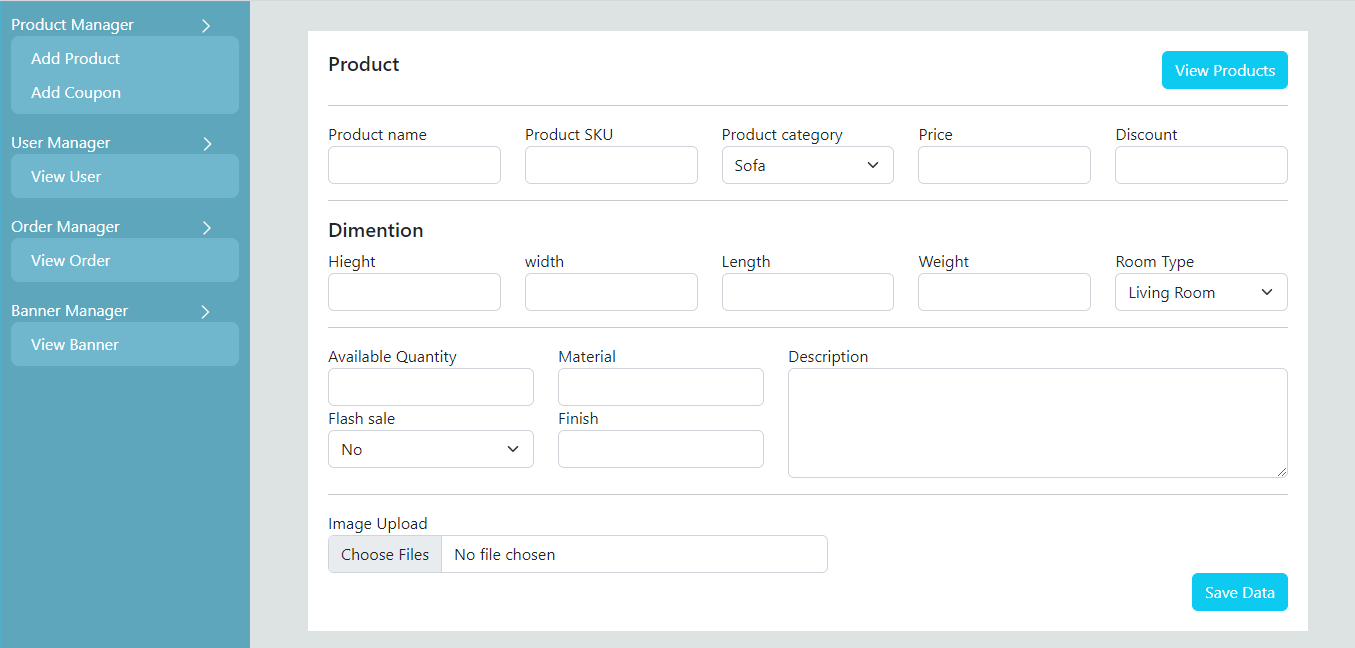 Product Manager
Add Product
Add Coupon
User Manager
View User
Order Manager
View Order
Banner Manager
View Banner
Product
View Products
Product name
Product SKU
Product category
Price
Discount
Sofa
Dimention
Hieght
width
Length
Weight
Room Type
Living Room
Available Quantity
Material
Description
Flash sale
Finish
No
Image Upload
Choose Files
No file chosen
Save Data